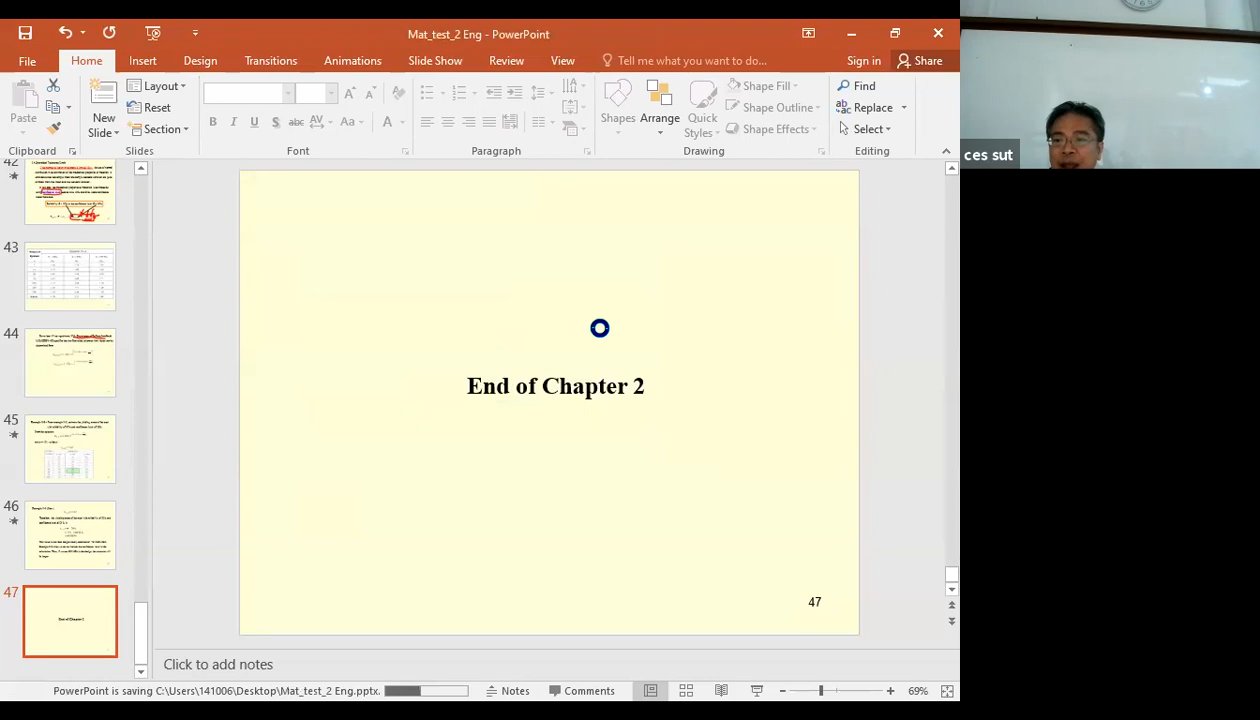 Mat_test_2 Eng - PowerPoint
File Home Insert Design Transitions Animations Slide Show Review View Tell me what you want to do... Sign in Share
Paste
New
Slide
Layout
Reset
Section
Find
Replace
Select
Shapes Arrange Quick
Styles
Shape Fill
Shape Outline
Shape Effects
Clipboard Slides Font Paragraph Drawing Editing
ces sut
42
43
44
45
46
47
End of Chapter 2
47
Click to add notes
PowerPoint is saving C:\Users\141006\Desktop\Mat_test_2 Eng.pptx. Notes Comments 69%